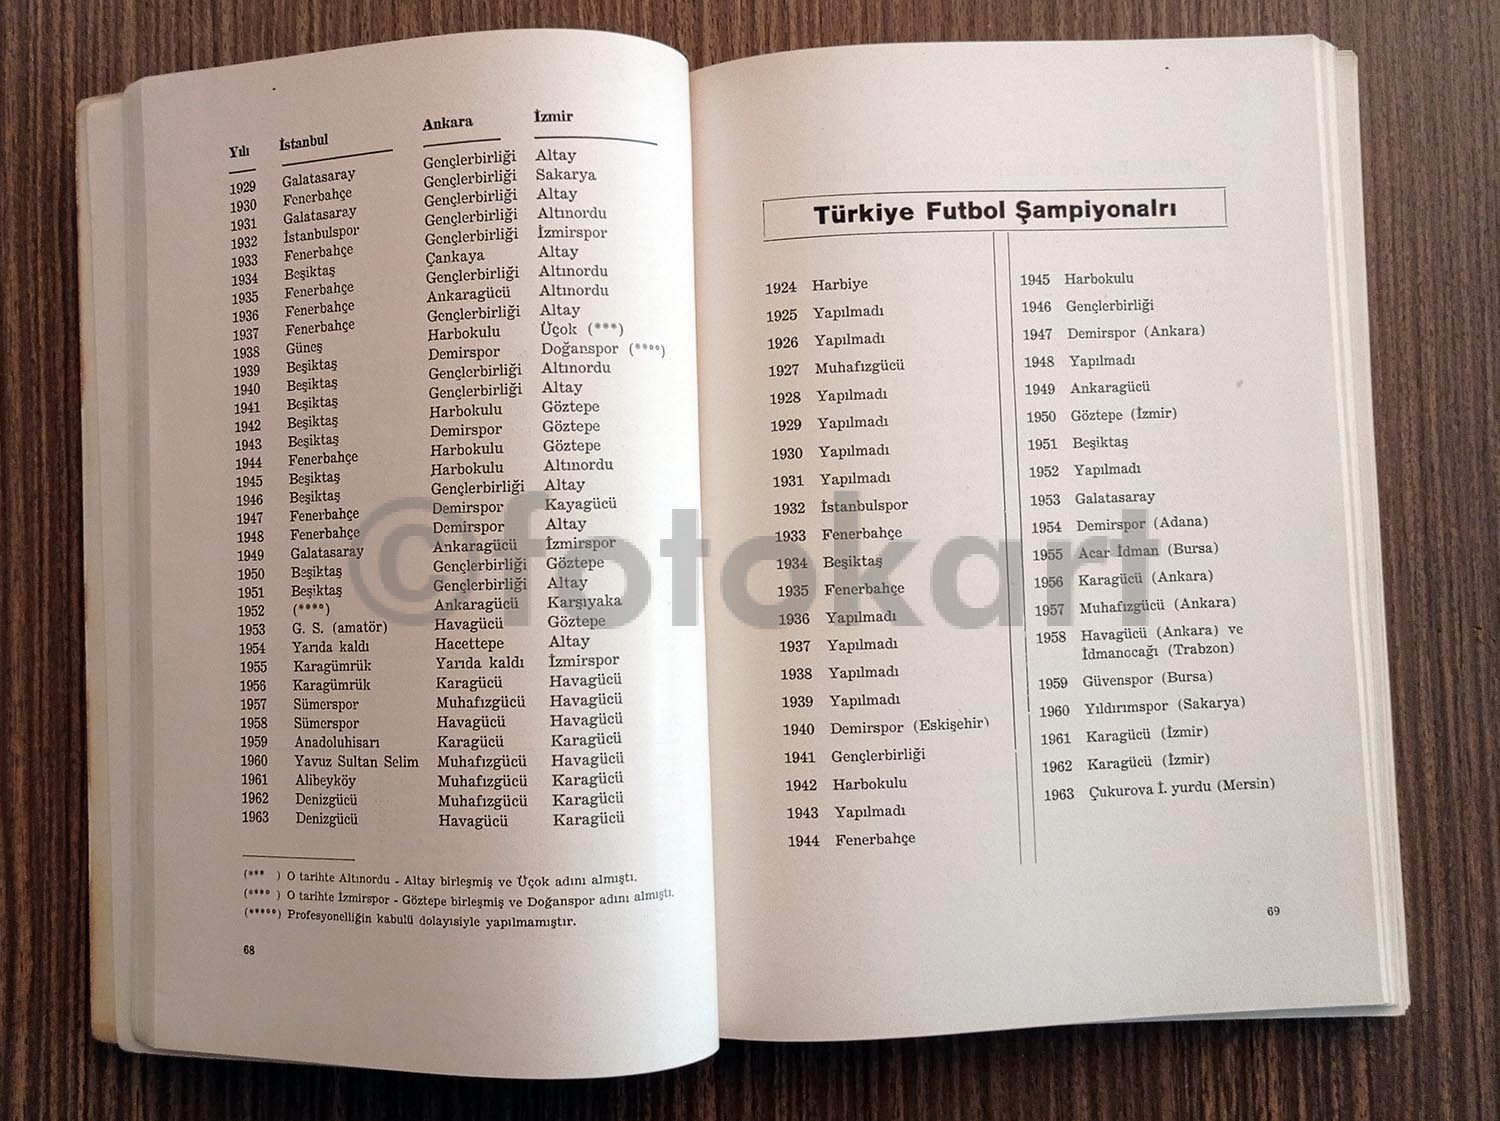 Yılı İstanbul Ankara İzmir
1929 Galatasaray Gençlerbirliği Altay
1930 Fenerbahçe Gençlerbirliği Sakarya
1931 Galatasaray Gençlerbirliği Altay
1932 İstanbulspor Gençlerbirliği Altınordu
1933 Fenerbahçe Gençlerbirliği İzmirspor
1934 Beşiktaş Çankaya Altay
1935 Fenerbahçe Gençlerbirliği Altınordu
1936 Fenerbahçe Ankaragücü Altınordu
1937 Fenerbahçe Gençlerbirliği Altay
1938 Güneş Harbokulu Üçok (***)
1939 Beşiktaş Demirspor Doğanspor (****)
1940 Beşiktaş Gençlerbirliği Altınordu
1941 Beşiktaş Gençlerbirliği Altay
1942 Beşiktaş Harbokulu Göztepe
1943 Beşiktaş Demirspor Göztepe
1944 Fenerbahçe Harbokulu Göztepe
1945 Beşiktaş Harbokulu Altınordu
1946 Beşiktaş Gençlerbirliği Altay
1947 Fenerbahçe Demirspor Kayagücü
1948 Fenerbahçe Demirspor Altay
1949 Galatasaray Ankaragücü İzmirspor
1950 Beşiktaş Gençlerbirliği Göztepe
1951 Beşiktaş Gençlerbirliği Altay
1952 (****) Ankaragücü Karşıyaka
1953 G. S. (amatör) Havagücü Göztepe
1954 Yarıda kaldı Hacettepe Altay
1955 Karagümrük Yarıda kaldı İzmirspor
1956 Karagümrük Karagücü Havagücü
1957 Sümerspor Muhafızgücü Havagücü
1958 Sümerspor Havagücü Havagücü
1959 Anadoluhisarı Karagücü Karagücü
1960 Yavuz Sultan Selim Muhafızgücü Havagücü
1961 Alibeyköy Muhafızgücü Karagücü
1962 Denizgücü Muhafızgücü Karagücü
1963 Denizgücü Havagücü Karagücü
(*** ) O tarihte Altınordu - Altay birleşmiş ve Üçok adını almıştı.
(**** ) O tarihte İzmirspor - Göztepe birleşmiş ve Doğanspor adını almıştı.
(*****) Profesyonelliğin kabulü dolayısiyle yapılmamıştır.
68
Türkiye Futbol Şampiyonalrı
1924 Harbiye
1925 Yapılmadı
1926 Yapılmadı
1927 Muhafızgücü
1928 Yapılmadı
1929 Yapılmadı
1930 Yapılmadı
1931 Yapılmadı
1932 İstanbulspor
1933 Fenerbahçe
1934 Beşiktaş
1935 Fenerbahçe
1936 Yapılmadı
1937 Yapılmadı
1938 Yapılmadı
1939 Yapılmadı
1940 Demirspor (Eskişehir)
1941 Gençlerbirliği
1942 Harbokulu
1943 Yapılmadı
1944 Fenerbahçe
1945 Harbokulu
1946 Gençlerbirliği
1947 Demirspor (Ankara)
1948 Yapılmadı
1949 Ankaragücü
1950 Göztepe (İzmir)
1951 Beşiktaş
1952 Yapılmadı
1953 Galatasaray
1954 Demirspor (Adana)
1955 Acar İdman (Bursa)
1956 Karagücü (Ankara)
1957 Muhafızgücü (Ankara)
1958 Havagücü (Ankara) ve
İdmanocağı (Trabzon)
1959 Güvenspor (Bursa)
1960 Yıldırımspor (Sakarya)
1961 Karagücü (İzmir)
1962 Karagücü (İzmir)
1963 Çukurova İ. yurdu (Mersin)
69
©fotokart